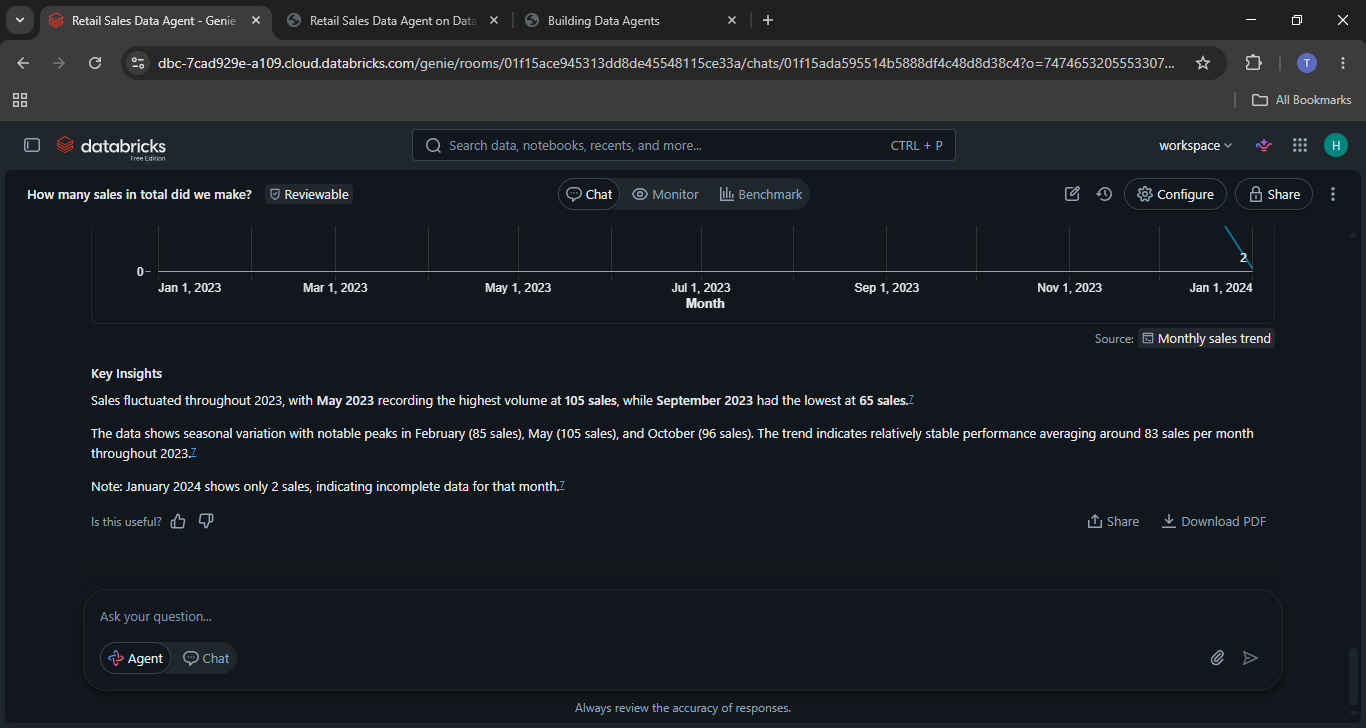 Retail Sales Data Agent - Genie
Retail Sales Data Agent on Data
Building Data Agents
dbc-7cad929e-a109.cloud.databricks.com/genie/rooms/01f15ace945313dd8de45548115ce33a/chats/01f15ada595514b5888df4c48d8d38c4?o=7474653205553307...
T
All Bookmarks
databricks
Free Edition
Search data, notebooks, recents, and more...
CTRL + P
workspace
H
How many sales in total did we make?
Reviewable
Chat
Monitor
Benchmark
Configure
Share
2
0
Jan 1, 2023
Mar 1, 2023
May 1, 2023
Jul 1, 2023
Sep 1, 2023
Nov 1, 2023
Jan 1, 2024
Month
Source: Monthly sales trend
Key Insights
Sales fluctuated throughout 2023, with May 2023 recording the highest volume at 105 sales, while September 2023 had the lowest at 65 sales.7
The data shows seasonal variation with notable peaks in February (85 sales), May (105 sales), and October (96 sales). The trend indicates relatively stable performance averaging around 83 sales per month
throughout 2023.7
Note: January 2024 shows only 2 sales, indicating incomplete data for that month.7
Is this useful?
Share
Download PDF
Ask your question...
Agent
Chat
Always review the accuracy of responses.